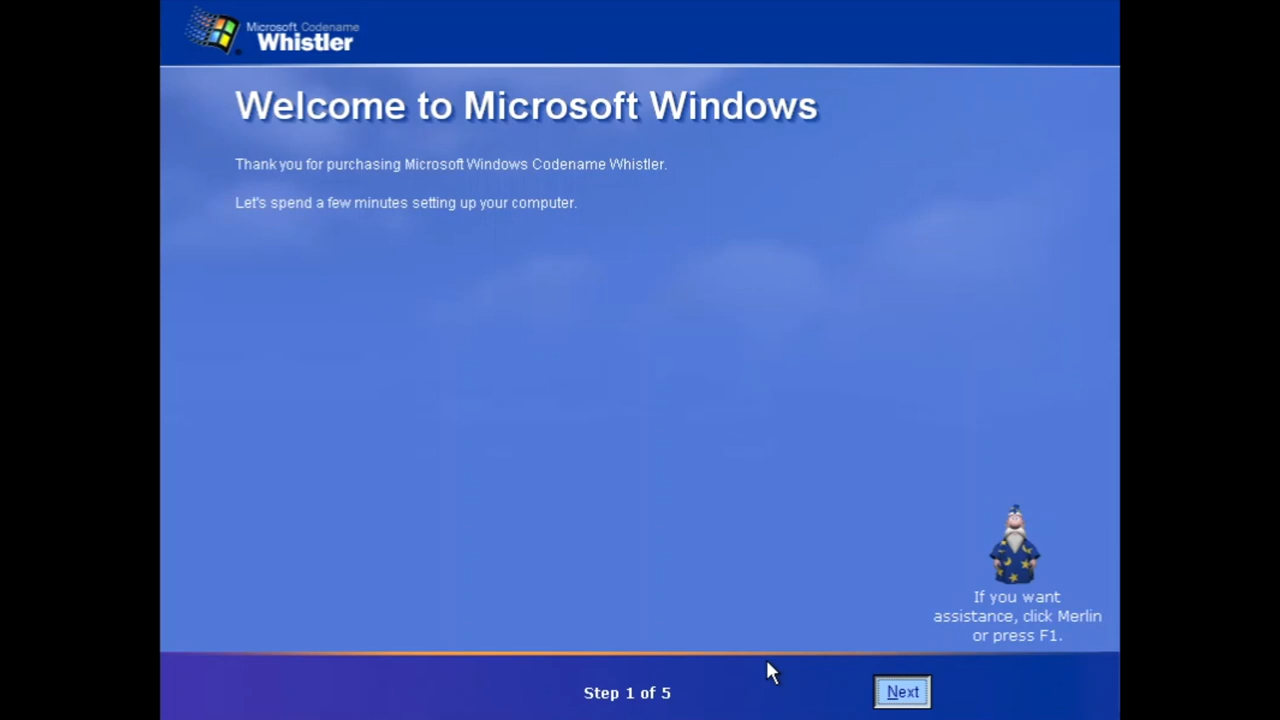 Microsoft Codename
Whistler
Welcome to Microsoft Windows
Thank you for purchasing Microsoft Windows Codename Whistler.
Let's spend a few minutes setting up your computer.
If you want
assistance, click Merlin
or press F1.
Step 1 of 5
Next